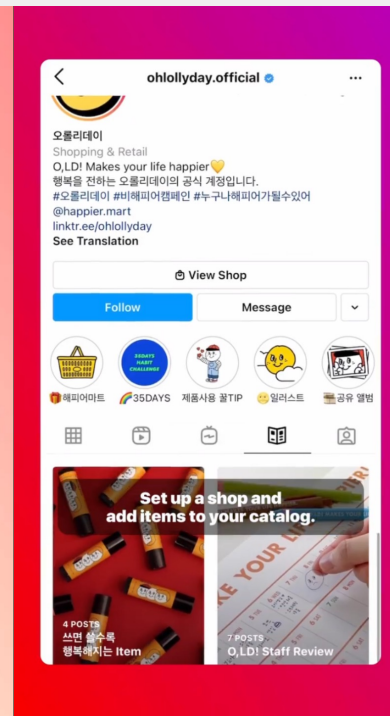 ohlollyday.official
오롤리데이
Shopping & Retail
O,LD! Makes your life happier💛
행복을 전하는 오롤리데이의 공식 계정입니다.
#오롤리데이 #비해피어캠페인 #누구나해피어가될수있어
@happier.mart
linktr.ee/ohlollyday
See Translation
View Shop
Follow
Message
35DAYS
HABIT
CHALLENGE
🎁해피어마트
🌈35DAYS
제품사용 꿀TIP
🌝일러스트
공유 앨범
Set up a shop and
add items to your catalog.
YOUR
4 POSTS
쓰면 쓸수록
행복해지는 Item
7 POSTS
O,LD! Staff Review